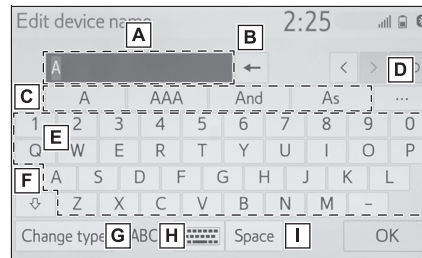 Edit device name 2:25
A
B
A
←
< >
D
C
A AAA And As ...
1 2 3 4 5 6 7 8 9 0
E
Q W E R T Y U I O P
F
A S D F G H J K L
Z X C V B N M -
Change type G ABC H Space I OK